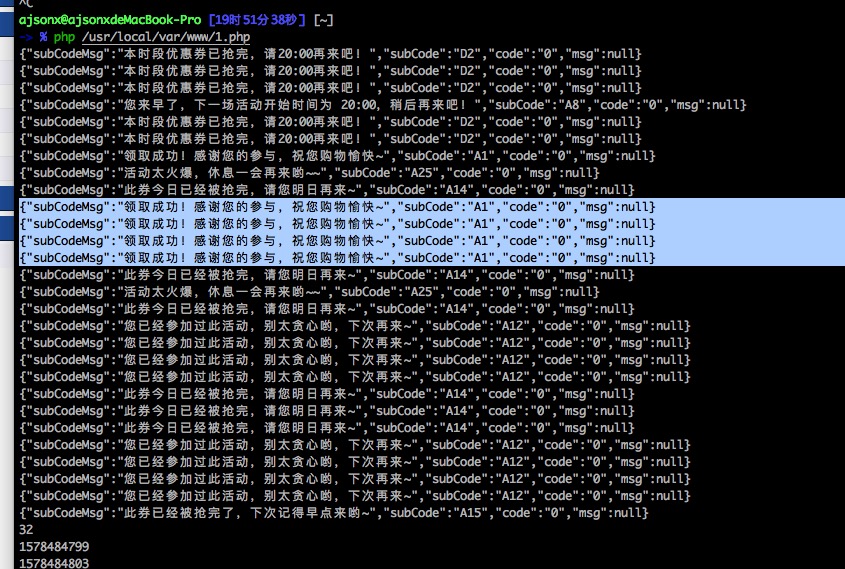 ^C
ajsonx@ajsonxdeMacBook-Pro [19时51分38秒] [~]
-> % php /usr/local/var/www/1.php
{"subCodeMsg":"本时段优惠券已抢完，请20:00再来吧！","subCode":"D2","code":"0","msg":null}
{"subCodeMsg":"本时段优惠券已抢完，请20:00再来吧！","subCode":"D2","code":"0","msg":null}
{"subCodeMsg":"本时段优惠券已抢完，请20:00再来吧！","subCode":"D2","code":"0","msg":null}
{"subCodeMsg":"您来早了，下一场活动开始时间为 20:00，稍后再来吧！","subCode":"A8","code":"0","msg":null}
{"subCodeMsg":"本时段优惠券已抢完，请20:00再来吧！","subCode":"D2","code":"0","msg":null}
{"subCodeMsg":"本时段优惠券已抢完，请20:00再来吧！","subCode":"D2","code":"0","msg":null}
{"subCodeMsg":"领取成功！感谢您的参与，祝您购物愉快~","subCode":"A1","code":"0","msg":null}
{"subCodeMsg":"活动太火爆，休息一会再来哟~~","subCode":"A25","code":"0","msg":null}
{"subCodeMsg":"此券今日已经被抢完，请您明日再来~","subCode":"A14","code":"0","msg":null}
{"subCodeMsg":"领取成功！感谢您的参与，祝您购物愉快~","subCode":"A1","code":"0","msg":null}
{"subCodeMsg":"领取成功！感谢您的参与，祝您购物愉快~","subCode":"A1","code":"0","msg":null}
{"subCodeMsg":"领取成功！感谢您的参与，祝您购物愉快~","subCode":"A1","code":"0","msg":null}
{"subCodeMsg":"领取成功！感谢您的参与，祝您购物愉快~","subCode":"A1","code":"0","msg":null}
{"subCodeMsg":"此券今日已经被抢完，请您明日再来~","subCode":"A14","code":"0","msg":null}
{"subCodeMsg":"活动太火爆，休息一会再来哟~~","subCode":"A25","code":"0","msg":null}
{"subCodeMsg":"此券今日已经被抢完，请您明日再来~","subCode":"A14","code":"0","msg":null}
{"subCodeMsg":"您已经参加过此活动，别太贪心哟，下次再来~","subCode":"A12","code":"0","msg":null}
{"subCodeMsg":"您已经参加过此活动，别太贪心哟，下次再来~","subCode":"A12","code":"0","msg":null}
{"subCodeMsg":"您已经参加过此活动，别太贪心哟，下次再来~","subCode":"A12","code":"0","msg":null}
{"subCodeMsg":"您已经参加过此活动，别太贪心哟，下次再来~","subCode":"A12","code":"0","msg":null}
{"subCodeMsg":"此券今日已经被抢完，请您明日再来~","subCode":"A14","code":"0","msg":null}
{"subCodeMsg":"此券今日已经被抢完，请您明日再来~","subCode":"A14","code":"0","msg":null}
{"subCodeMsg":"此券今日已经被抢完，请您明日再来~","subCode":"A14","code":"0","msg":null}
{"subCodeMsg":"您已经参加过此活动，别太贪心哟，下次再来~","subCode":"A12","code":"0","msg":null}
{"subCodeMsg":"您已经参加过此活动，别太贪心哟，下次再来~","subCode":"A12","code":"0","msg":null}
{"subCodeMsg":"您已经参加过此活动，别太贪心哟，下次再来~","subCode":"A12","code":"0","msg":null}
{"subCodeMsg":"您已经参加过此活动，别太贪心哟，下次再来~","subCode":"A12","code":"0","msg":null}
{"subCodeMsg":"此券已经被抢完了，下次记得早点来哟~","subCode":"A15","code":"0","msg":null}
32
1578484799
1578484803